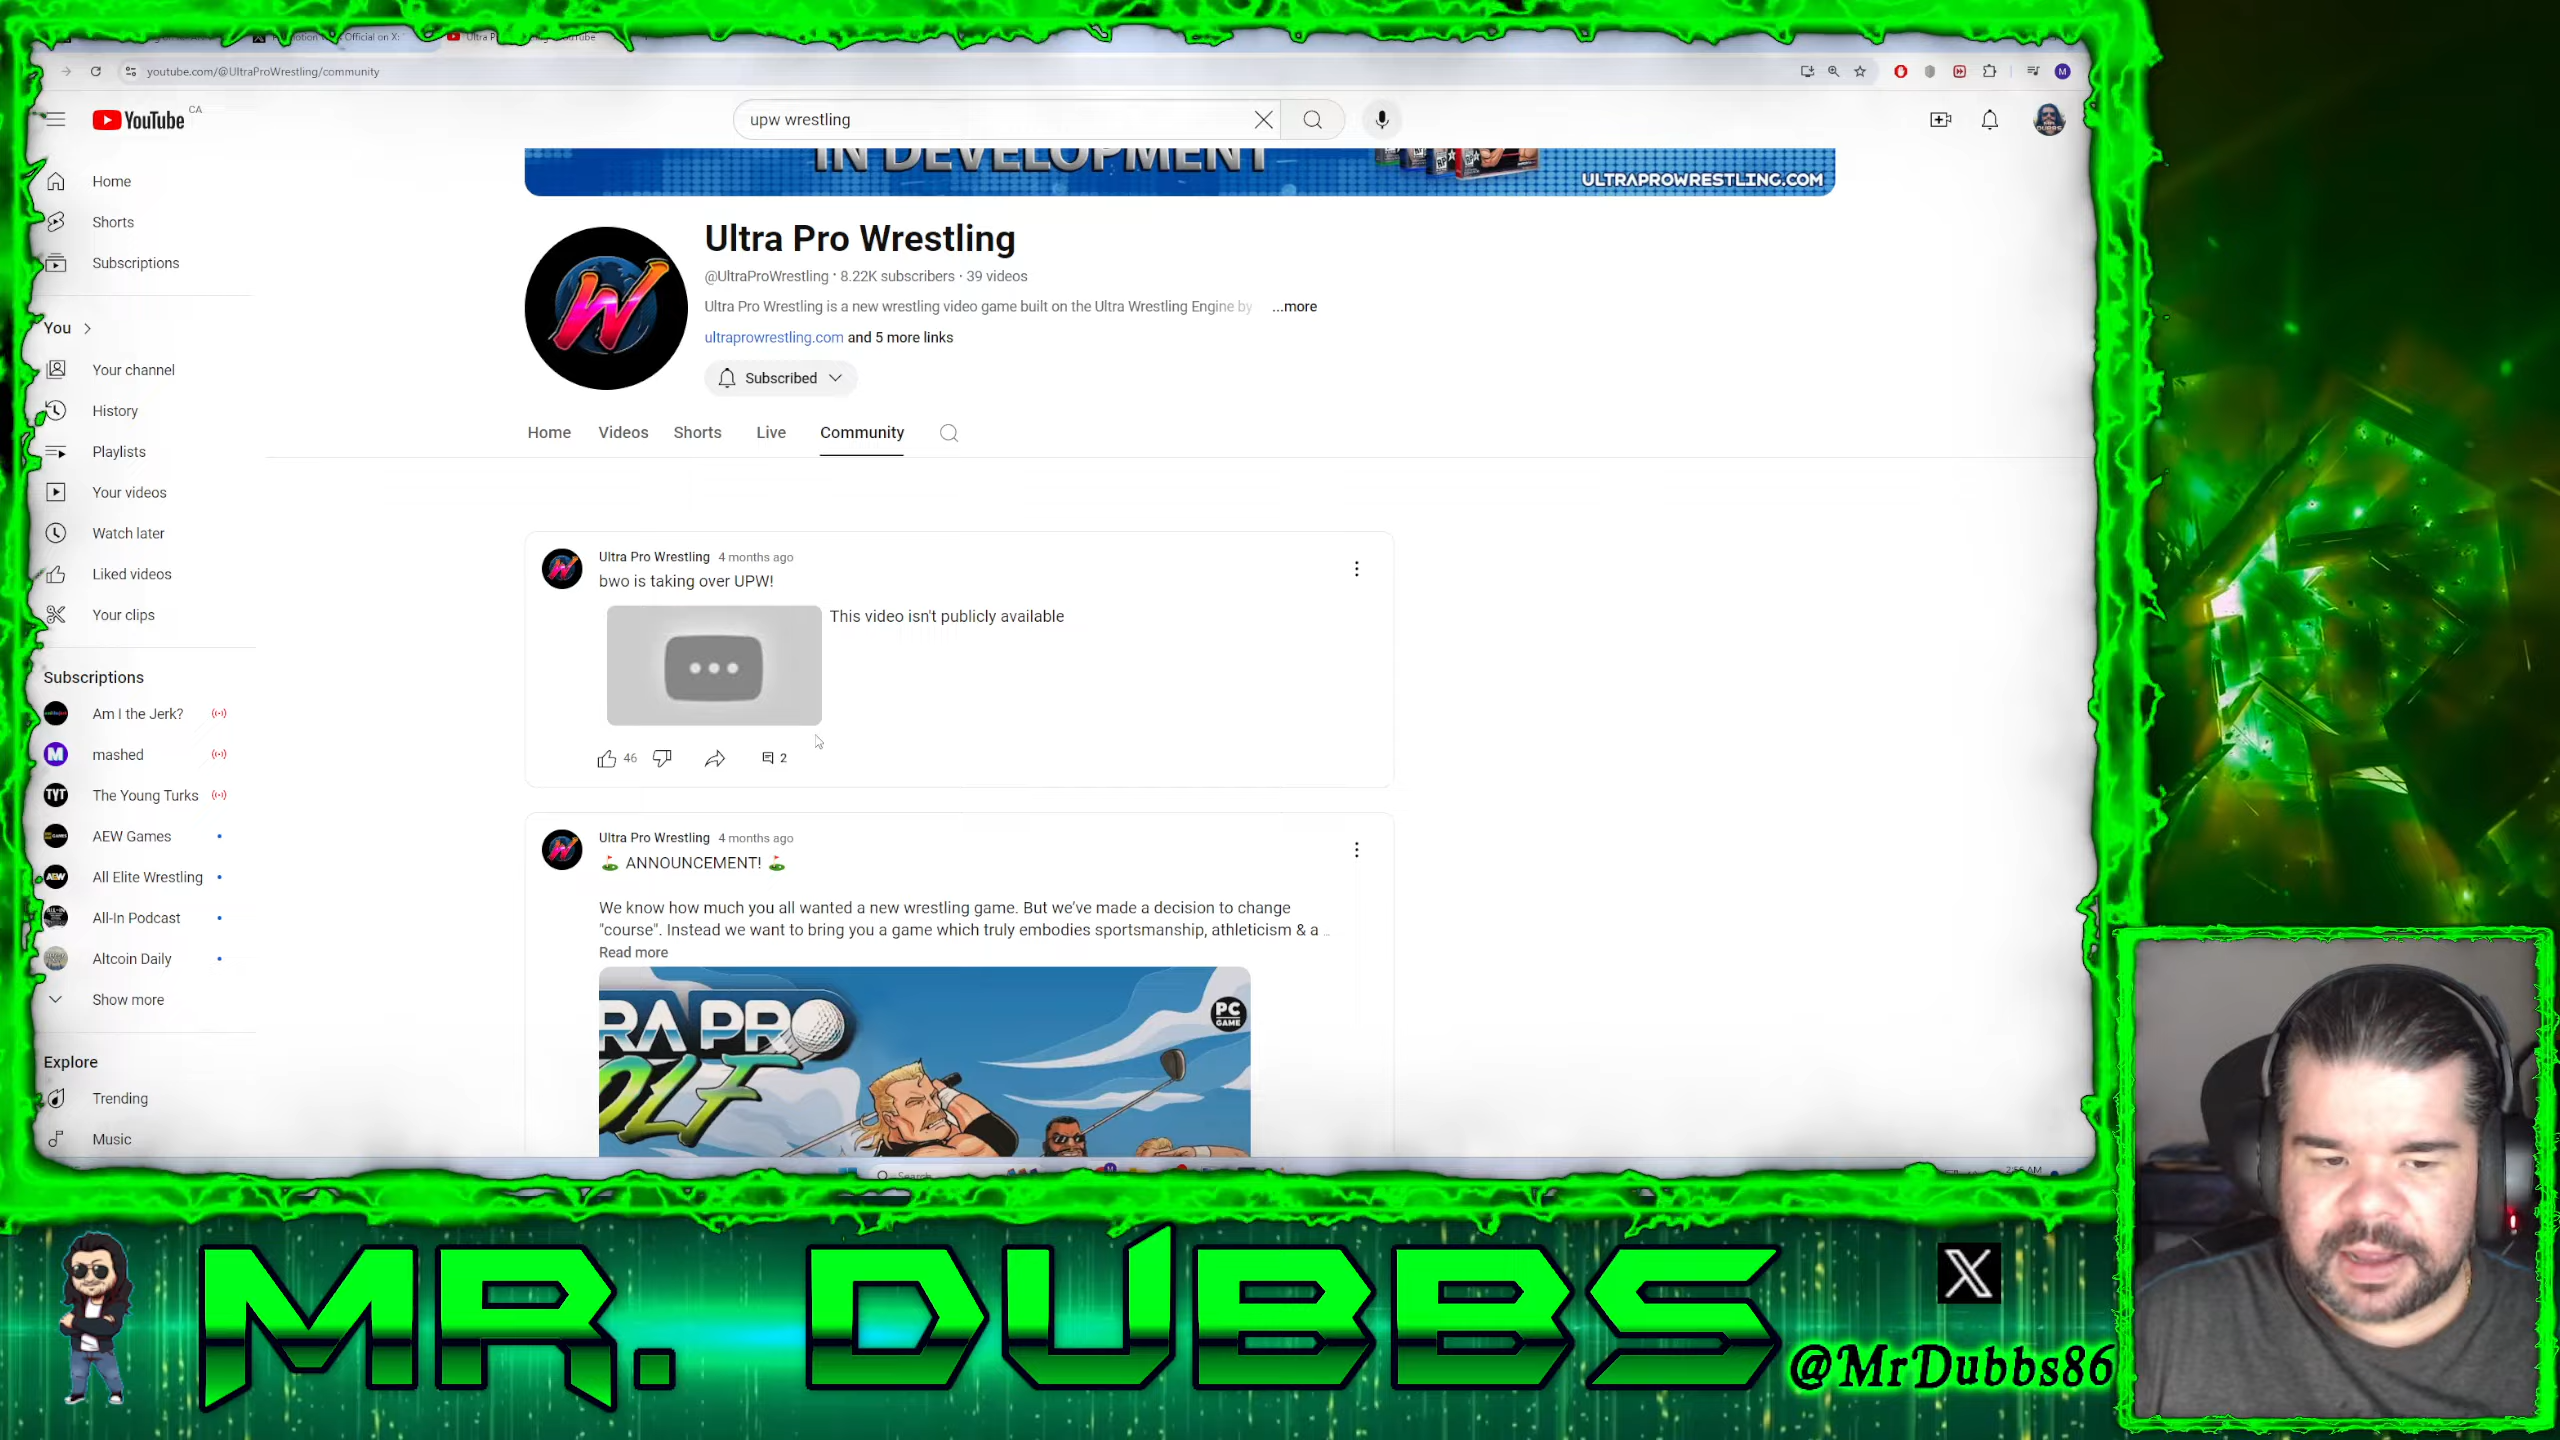 Official on X:
youtube.com/@UltraProWrestling/community
YouTube CA
upw wrestling
Home
Shorts
Subscriptions
You
Your channel
History
Playlists
Your videos
Watch later
Liked videos
Your clips
Subscriptions
Am I the Jerk?
mashed
The Young Turks
AEW Games
All Elite Wrestling
All-In Podcast
Altcoin Daily
Show more
Explore
Trending
Music
IN DEVELOPMENT
ULTRAPROWRESTLING.COM
Ultra Pro Wrestling
@UltraProWrestling · 8.22K subscribers · 39 videos
Ultra Pro Wrestling is a new wrestling video game built on the Ultra Wrestling Engine by ...more
ultraprowrestling.com and 5 more links
Subscribed
Home Videos Shorts Live Community
Ultra Pro Wrestling 4 months ago
bwo is taking over UPW!
This video isn't publicly available
46 2
Ultra Pro Wrestling 4 months ago
ANNOUNCEMENT!
We know how much you all wanted a new wrestling game. But we've made a decision to change
"course". Instead we want to bring you a game which truly embodies sportsmanship, athleticism & a ...
Read more
RA PRO
OLF
PC
GAME
Search
MR. DUBBS
X
@MrDubbs86